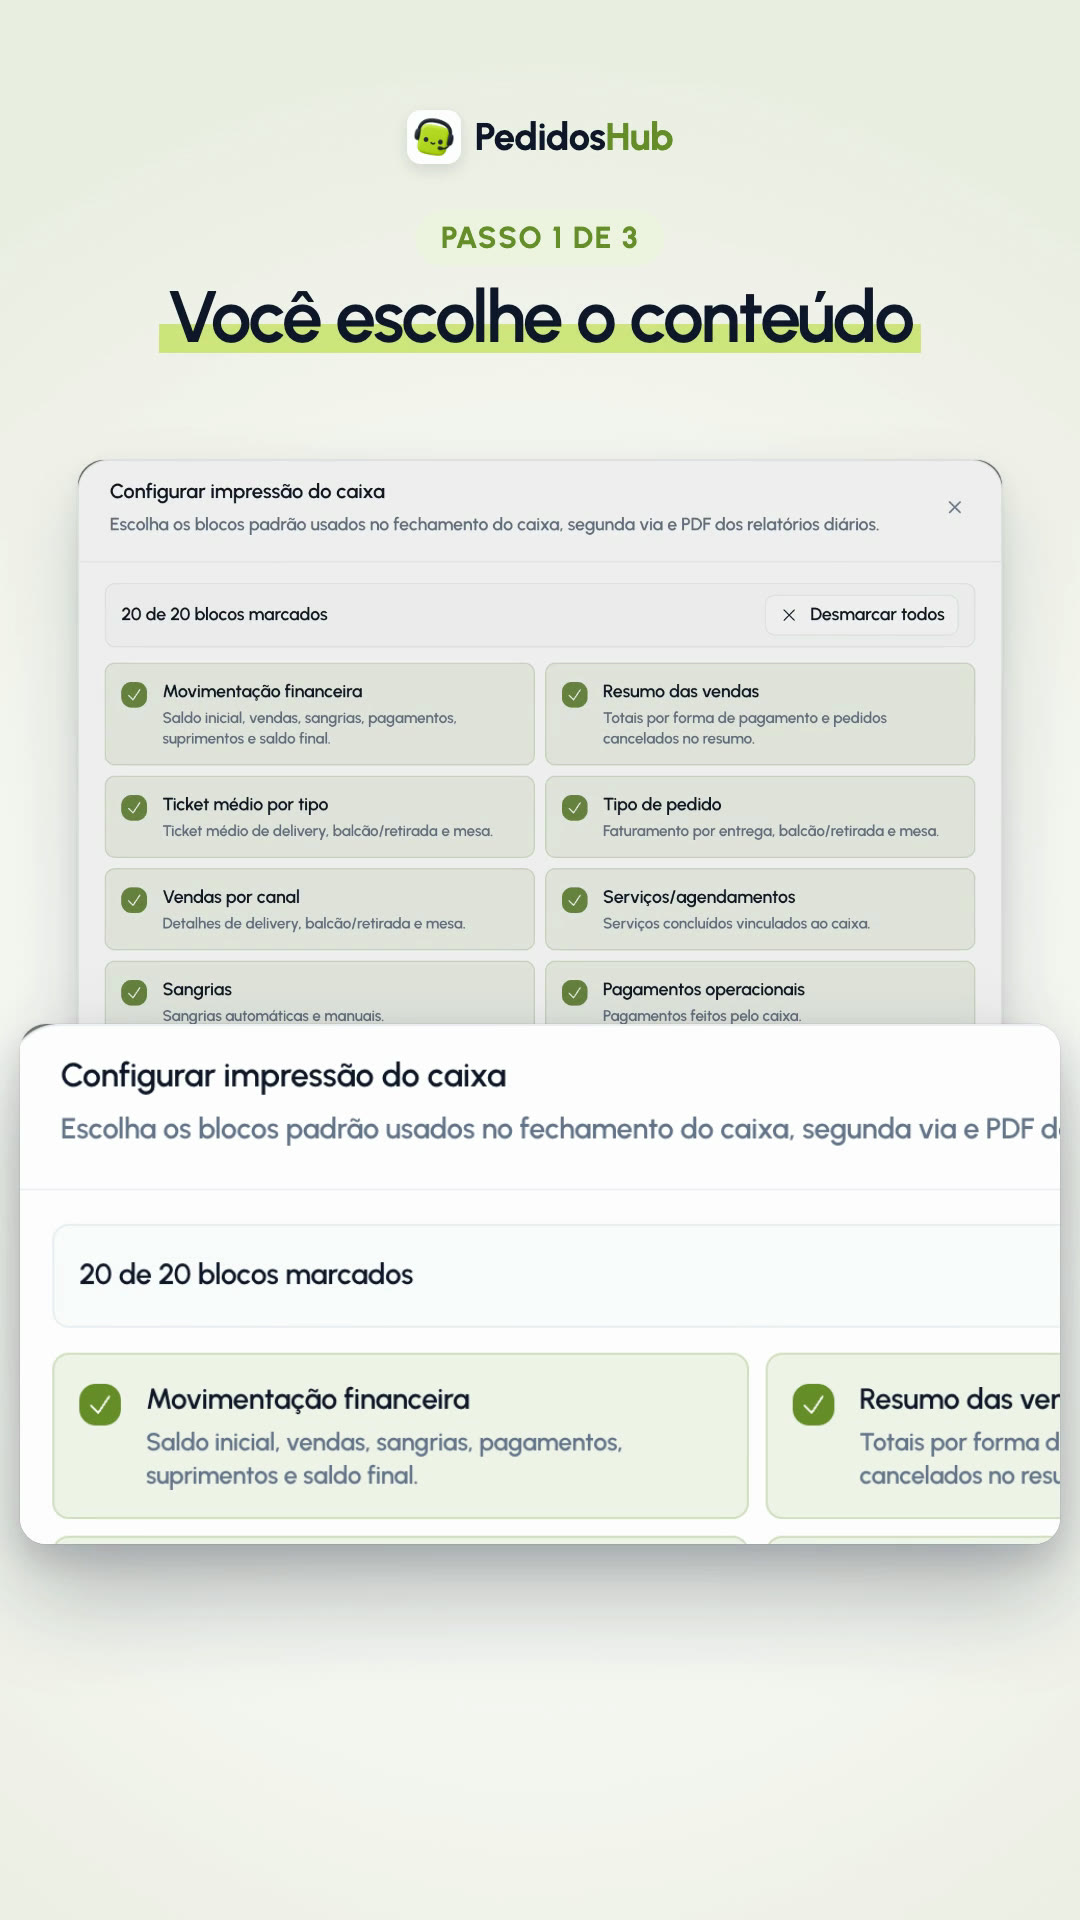 PedidosHub
PASSO 1 DE 3
Você escolhe o conteúdo
Configurar impressão do caixa
Escolha os blocos padrão usados no fechamento do caixa, segunda via e PDF dos relatórios diários.
20 de 20 blocos marcados
Desmarcar todos
Movimentação financeira
Saldo inicial, vendas, sangrias, pagamentos,
suprimentos e saldo final.
Resumo das vendas
Totais por forma de pagamento e pedidos
cancelados no resumo.
Ticket médio por tipo
Ticket médio de delivery, balcão/retirada e mesa.
Tipo de pedido
Faturamento por entrega, balcão/retirada e mesa.
Vendas por canal
Detalhes de delivery, balcão/retirada e mesa.
Serviços/agendamentos
Serviços concluídos vinculados ao caixa.
Sangrias
Sangrias automáticas e manuais.
Pagamentos operacionais
Pagamentos feitos pelo caixa.
Configurar impressão do caixa
Escolha os blocos padrão usados no fechamento do caixa, segunda via e PDF
20 de 20 blocos marcados
Movimentação financeira
Saldo inicial, vendas, sangrias, pagamentos,
suprimentos e saldo final.
Resumo das
Totais por forma
cancelados no